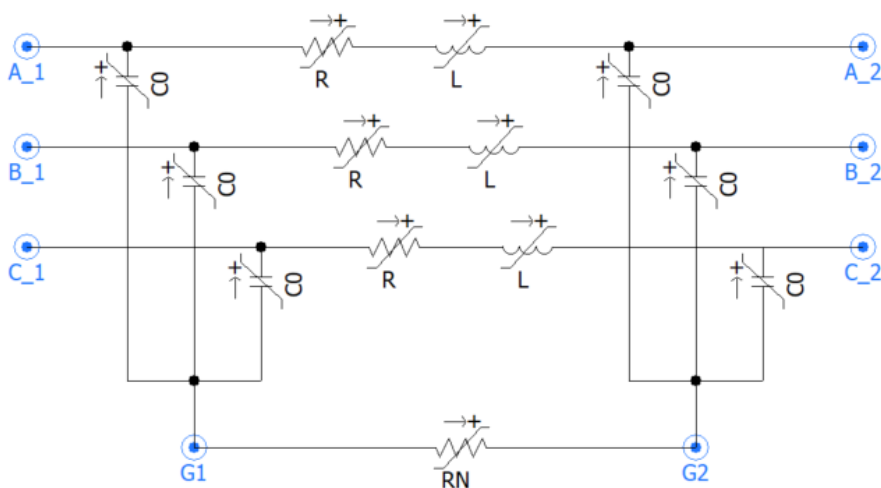 A_1 C0 R L C0 A_2
B_1 C0 R L C0 B_2
C_1 C0 R L C0 C_2
G1 RN G2